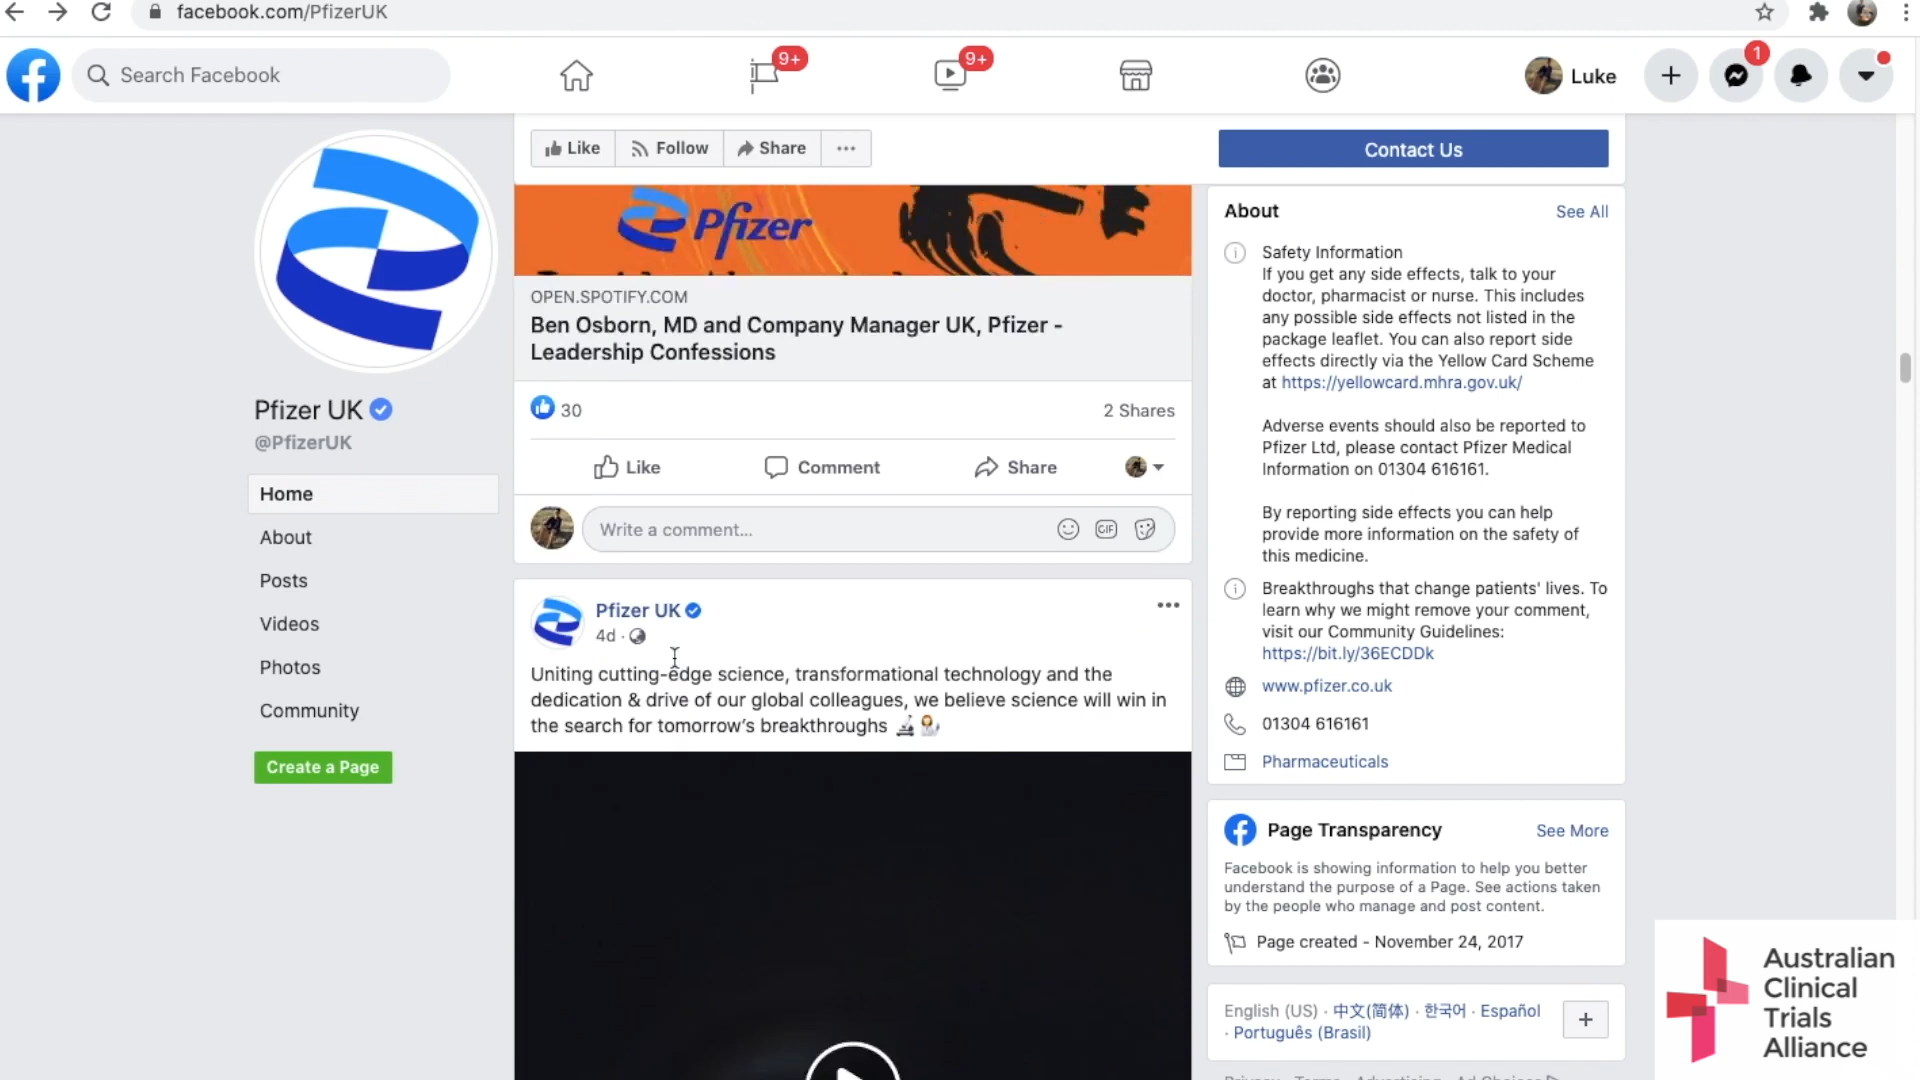 facebook.com/PfizerUK
Search Facebook
9+
9+
Luke
1
Like
Follow
Share
Contact Us
Pfizer
OPEN.SPOTIFY.COM
Ben Osborn, MD and Company Manager UK, Pfizer -
Leadership Confessions
30
2 Shares
Like
Comment
Share
Write a comment...
GIF
Pfizer UK
@PfizerUK
Home
About
Posts
Videos
Photos
Community
Create a Page
Pfizer UK
4d ·
Uniting cutting-edge science, transformational technology and the
dedication & drive of our global colleagues, we believe science will win in
the search for tomorrow's breakthroughs 🔬👩‍🔬
About
See All
Safety Information
If you get any side effects, talk to your
doctor, pharmacist or nurse. This includes
any possible side effects not listed in the
package leaflet. You can also report side
effects directly via the Yellow Card Scheme
at https://yellowcard.mhra.gov.uk/
Adverse events should also be reported to
Pfizer Ltd, please contact Pfizer Medical
Information on 01304 616161.
By reporting side effects you can help
provide more information on the safety of
this medicine.
Breakthroughs that change patients' lives. To
learn why we might remove your comment,
visit our Community Guidelines:
https://bit.ly/36ECDDk
www.pfizer.co.uk
01304 616161
Pharmaceuticals
Page Transparency
See More
Facebook is showing information to help you better
understand the purpose of a Page. See actions taken
by the people who manage and post content.
Page created - November 24, 2017
English (US) · 中文(简体) · 한국어 · Español
· Português (Brasil)
Australian
Clinical
Trials
Alliance